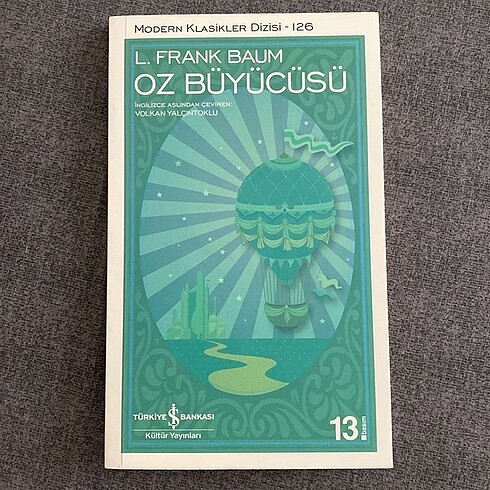 MODERN KLASİKLER DİZİSİ - 126
L. FRANK BAUM
OZ BÜYÜCÜSÜ
İNGİLİZCE ASLINDAN ÇEVİREN:
VOLKAN YALÇINTOKLU
TÜRKİYE İŞ BANKASI
Kültür Yayınları
13. basım